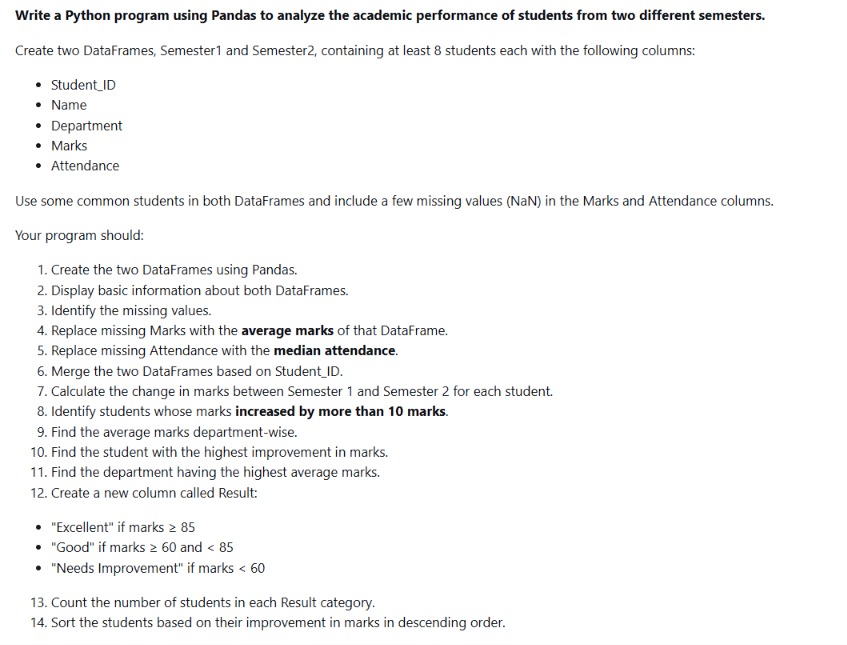 Write a Python program using Pandas to analyze the academic performance of students from two different semesters.
Create two DataFrames, Semester1 and Semester2, containing at least 8 students each with the following columns:
• Student_ID
• Name
• Department
• Marks
• Attendance
Use some common students in both DataFrames and include a few missing values (NaN) in the Marks and Attendance columns.
Your program should:
1. Create the two DataFrames using Pandas.
2. Display basic information about both DataFrames.
3. Identify the missing values.
4. Replace missing Marks with the average marks of that DataFrame.
5. Replace missing Attendance with the median attendance.
6. Merge the two DataFrames based on Student_ID.
7. Calculate the change in marks between Semester 1 and Semester 2 for each student.
8. Identify students whose marks increased by more than 10 marks.
9. Find the average marks department-wise.
10. Find the student with the highest improvement in marks.
11. Find the department having the highest average marks.
12. Create a new column called Result:
• "Excellent" if marks ≥ 85
• "Good" if marks ≥ 60 and < 85
• "Needs Improvement" if marks < 60
13. Count the number of students in each Result category.
14. Sort the students based on their improvement in marks in descending order.